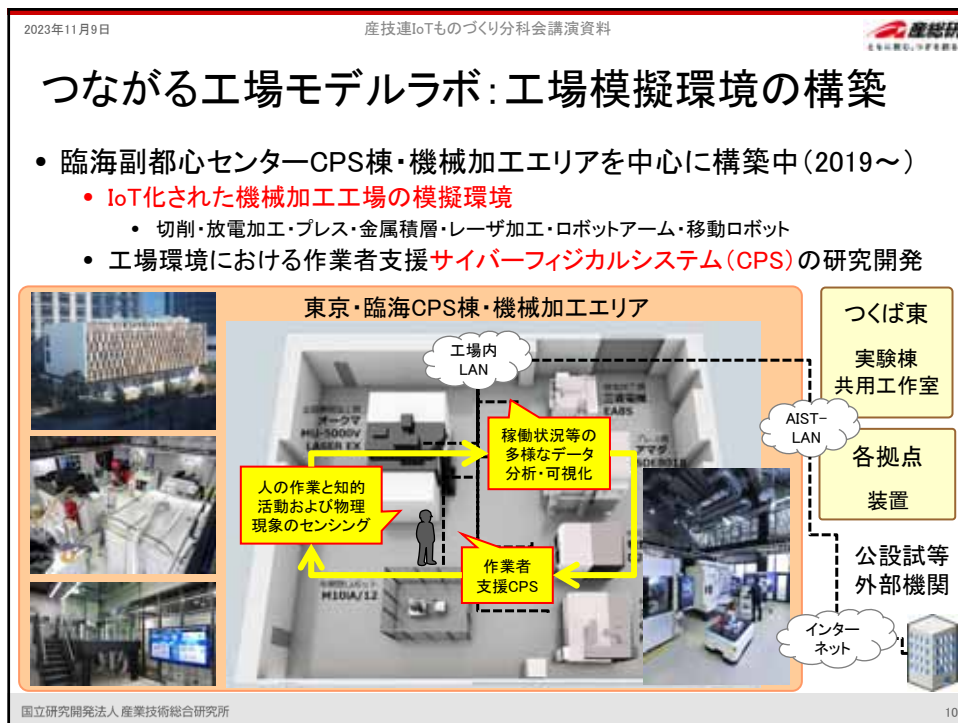 2023年11月9日
産技連IoTものづくり分科会講演資料
産総研
ともに挑む。つぎを創る
つながる工場モデルラボ：工場模擬環境の構築
• 臨海副都心センターCPS棟・機械加工エリアを中心に構築中（2019～）
• IoT化された機械加工工場の模擬環境
• 切削・放電加工・プレス・金属積層・レーザ加工・ロボットアーム・移動ロボット
• 工場環境における作業者支援サイバーフィジカルシステム（CPS）の研究開発
東京・臨海CPS棟・機械加工エリア
工場内
LAN
オークマ
MU-5000V
LASER EX
三菱電機
EA8S
稼働状況等の
多様なデータ
分析・可視化
人の作業と知的
活動および物理
現象のセンシング
作業者
支援CPS
M10iA/12
つくば東
実験棟
共用工作室
AIST-
LAN
各拠点
装置
公設試等
外部機関
インター
ネット
国立研究開発法人 産業技術総合研究所
10